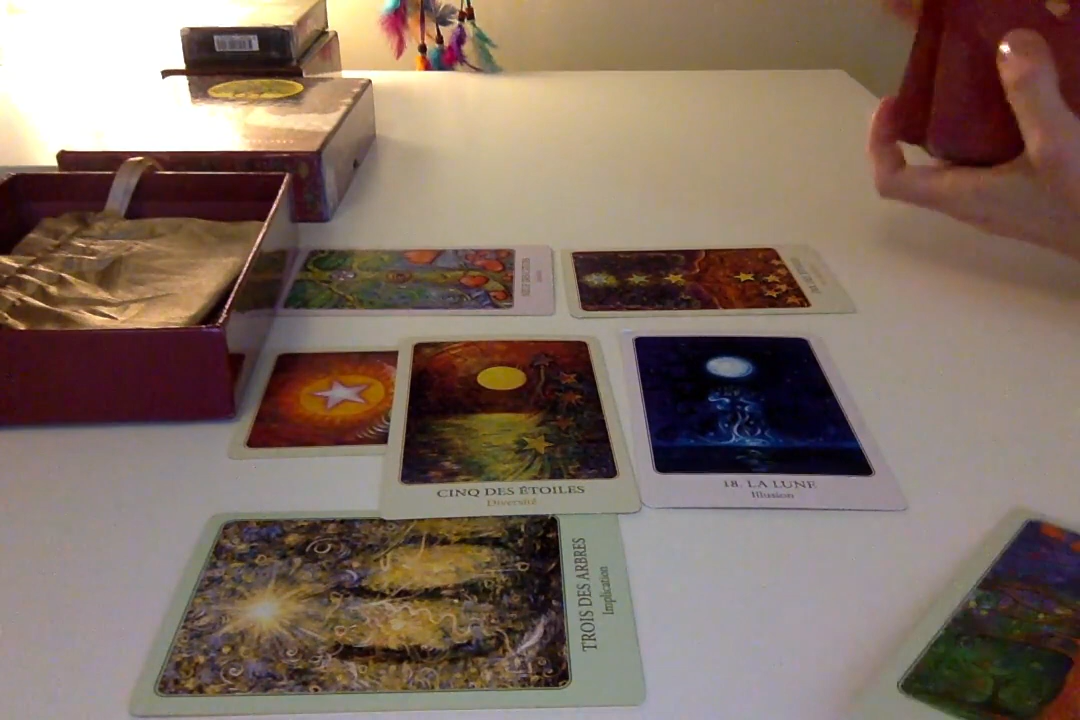 CINQ DES ÉTOILES
Diversité
18. LA LUNE
Illusion
TROIS DES ARBRES
Implication